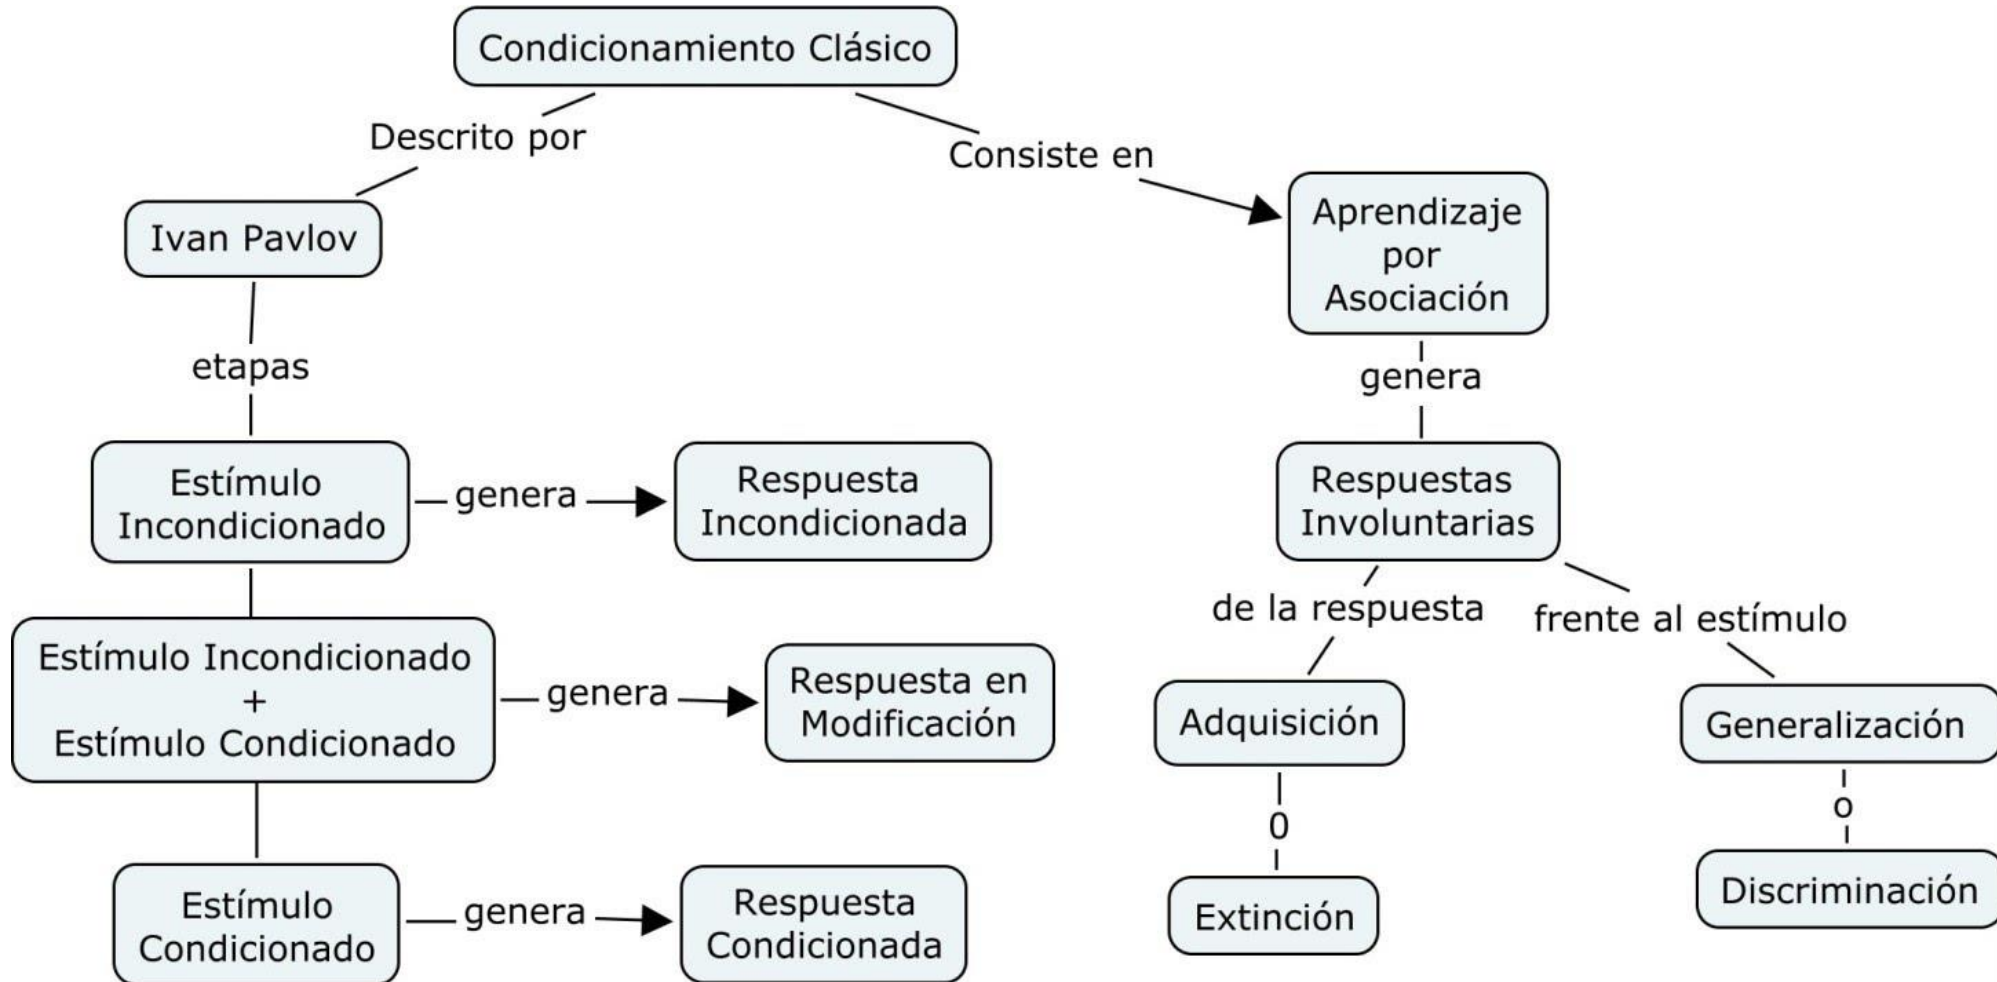 Condicionamiento Clásico
Descrito por
Consiste en
Ivan Pavlov
Aprendizaje
por
Asociación
etapas
genera
Estímulo
Incondicionado
genera
Respuesta
Incondicionada
Respuestas
Involuntarias
de la respuesta
frente al estímulo
Estímulo Incondicionado
+
Estímulo Condicionado
genera
Respuesta en
Modificación
Adquisición
Generalización
0
o
Estímulo
Condicionado
genera
Respuesta
Condicionada
Extinción
Discriminación